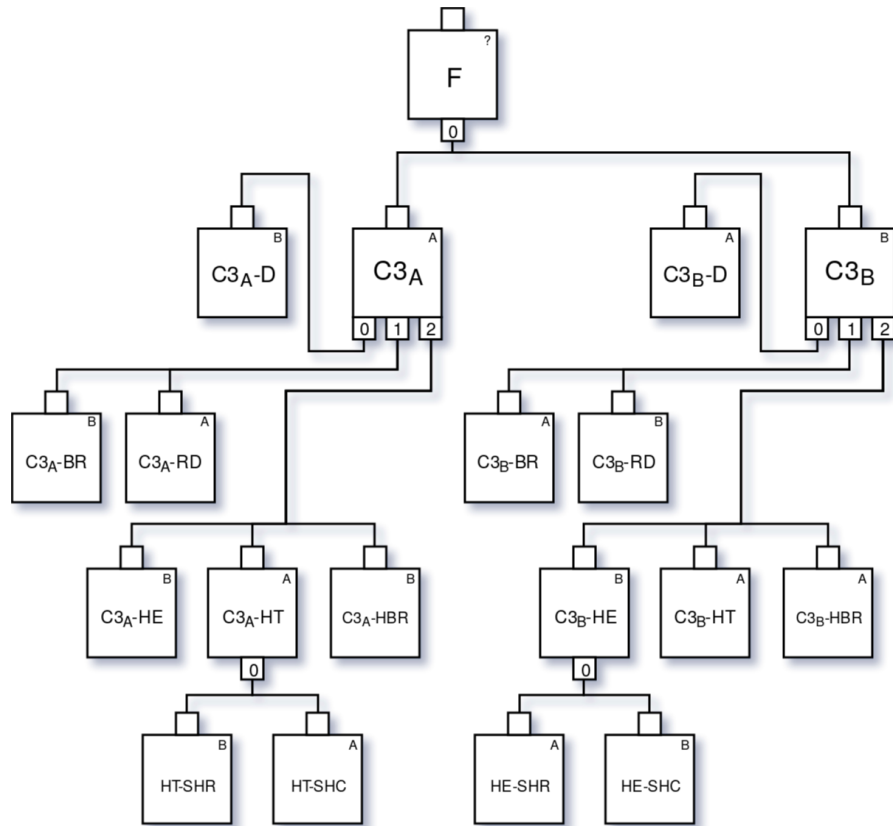 ?
F
0
B
C3A-D
A
C3A
0 1 2
A
C3B-D
B
C3B
0 1 2
B
C3A-BR
A
C3A-RD
A
C3B-BR
B
C3B-RD
B
C3A-HE
A
C3A-HT
0
B
C3A-HBR
B
C3B-HE
0
A
C3B-HT
A
C3B-HBR
B
HT-SHR
A
HT-SHC
A
HE-SHR
B
HE-SHC